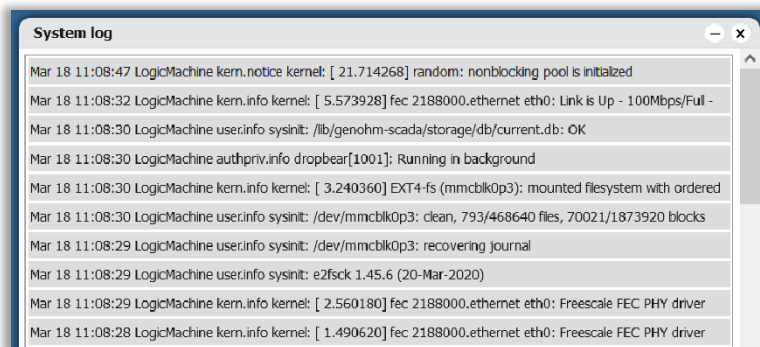 System log
Mar 18 11:08:47 LogicMachine kern.notice kernel: [ 21.714268] random: nonblocking pool is initialized
Mar 18 11:08:32 LogicMachine kern.info kernel: [ 5.573928] fec 2188000.ethernet eth0: Link is Up - 100Mbps/Full -
Mar 18 11:08:30 LogicMachine user.info sysinit: /lib/genohm-scada/storage/db/current.db: OK
Mar 18 11:08:30 LogicMachine authpriv.info dropbear[1001]: Running in background
Mar 18 11:08:30 LogicMachine kern.info kernel: [ 3.240360] EXT4-fs (mmcblk0p3): mounted filesystem with ordered
Mar 18 11:08:30 LogicMachine user.info sysinit: /dev/mmcblk0p3: clean, 793/468640 files, 70021/1873920 blocks
Mar 18 11:08:29 LogicMachine user.info sysinit: /dev/mmcblk0p3: recovering journal
Mar 18 11:08:29 LogicMachine user.info sysinit: e2fsck 1.45.6 (20-Mar-2020)
Mar 18 11:08:29 LogicMachine kern.info kernel: [ 2.560180] fec 2188000.ethernet eth0: Freescale FEC PHY driver
Mar 18 11:08:28 LogicMachine kern.info kernel: [ 1.490620] fec 2188000.ethernet eth0: Freescale FEC PHY driver